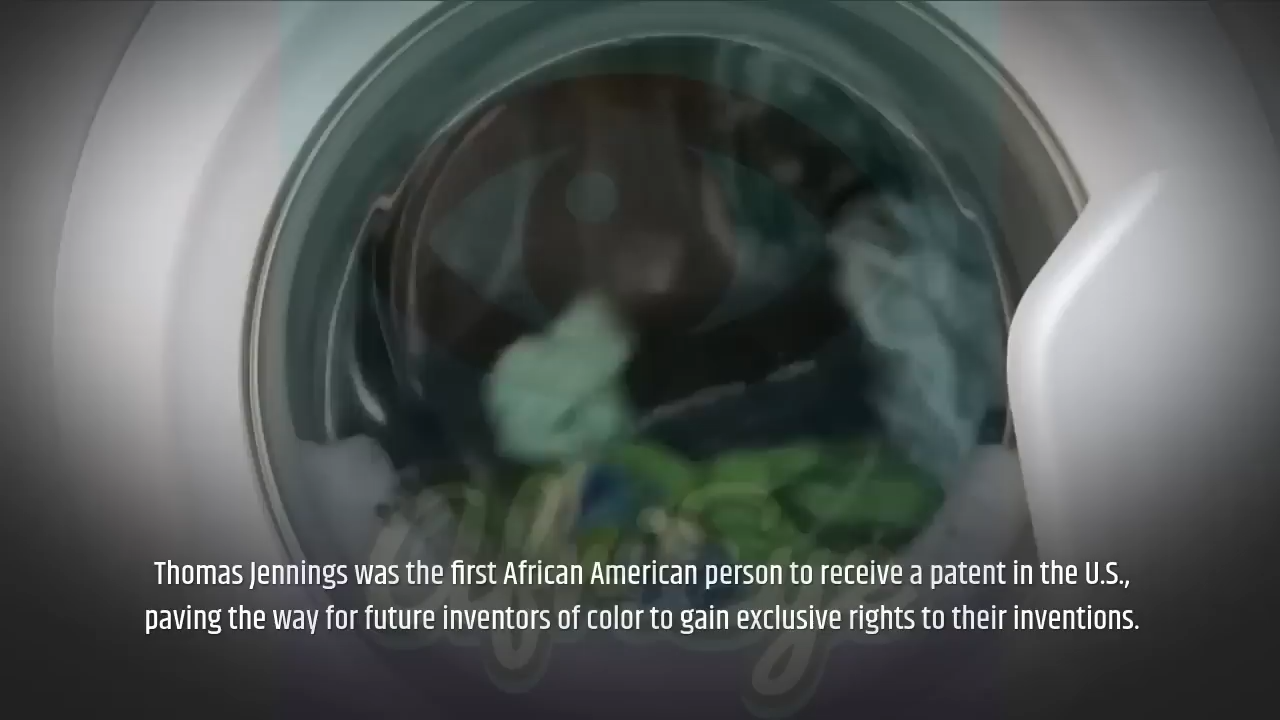 Thomas Jennings was the first African American person to receive a patent in the U.S.,
paving the way for future inventors of color to gain exclusive rights to their inventions.